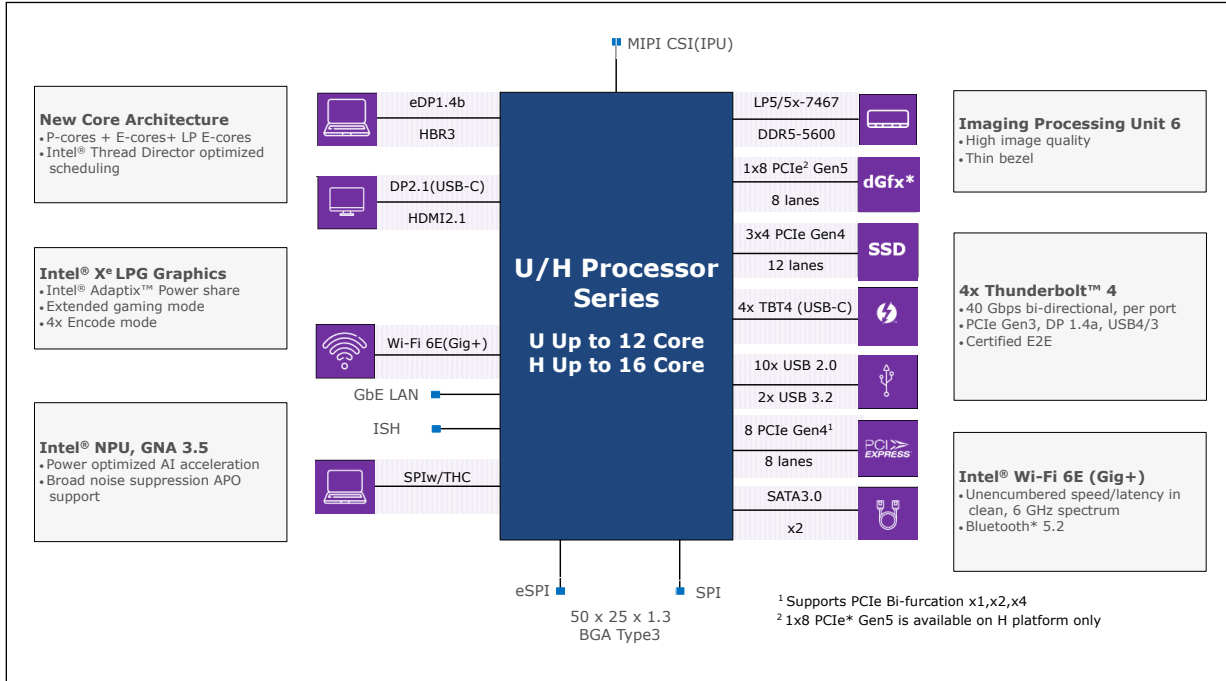 MIPI CSI(IPU)
New Core Architecture
• P-cores + E-cores+ LP E-cores
• Intel® Thread Director optimized
scheduling
Intel® Xᵉ LPG Graphics
• Intel® Adaptix™ Power share
• Extended gaming mode
• 4x Encode mode
Intel® NPU, GNA 3.5
• Power optimized AI acceleration
• Broad noise suppression APO
support
eDP1.4b
HBR3
DP2.1(USB-C)
HDMI2.1
Wi-Fi 6E(Gig+)
GbE LAN
ISH
SPIw/THC
U/H Processor
Series
U Up to 12 Core
H Up to 16 Core
LP5/5x-7467
DDR5-5600
1x8 PCIe² Gen5
8 lanes
dGfx*
3x4 PCIe Gen4
12 lanes
SSD
4x TBT4 (USB-C)
10x USB 2.0
2x USB 3.2
8 PCIe Gen4¹
8 lanes
PCI
EXPRESS®
SATA3.0
x2
Imaging Processing Unit 6
• High image quality
• Thin bezel
4x Thunderbolt™ 4
• 40 Gbps bi-directional, per port
• PCIe Gen3, DP 1.4a, USB4/3
• Certified E2E
Intel® Wi-Fi 6E (Gig+)
• Unencumbered speed/latency in
clean, 6 GHz spectrum
• Bluetooth* 5.2
eSPI
SPI
50 x 25 x 1.3
BGA Type3
¹ Supports PCIe Bi-furcation x1,x2,x4
² 1x8 PCIe* Gen5 is available on H platform only